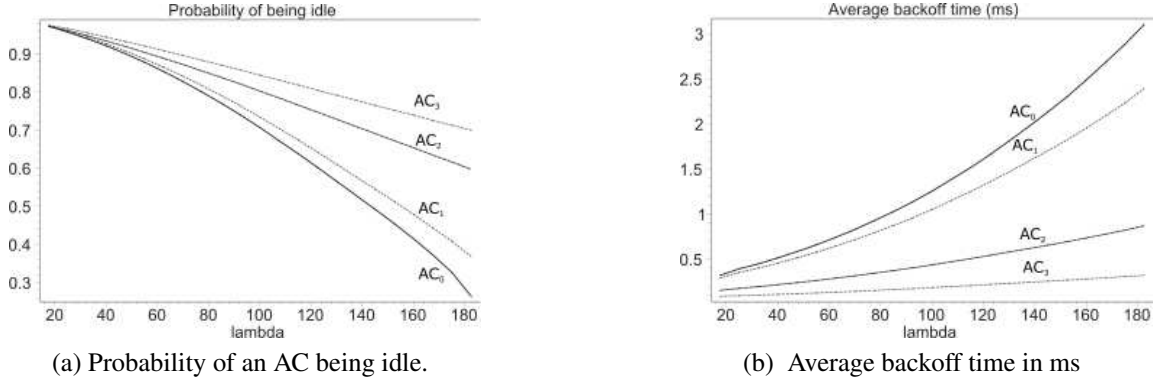 Probability of being idle
0.9
0.8
0.7
0.6
0.5
0.4
0.3
AC₃
AC₂
AC₁
AC₀
20 40 60 80 100 120 140 160 180
lambda
(a) Probability of an AC being idle.
Average backoff time (ms)
3
2.5
2
1.5
1
0.5
AC₀
AC₁
AC₂
AC₃
20 40 60 80 100 120 140 160 180
lambda
(b) Average backoff time in ms